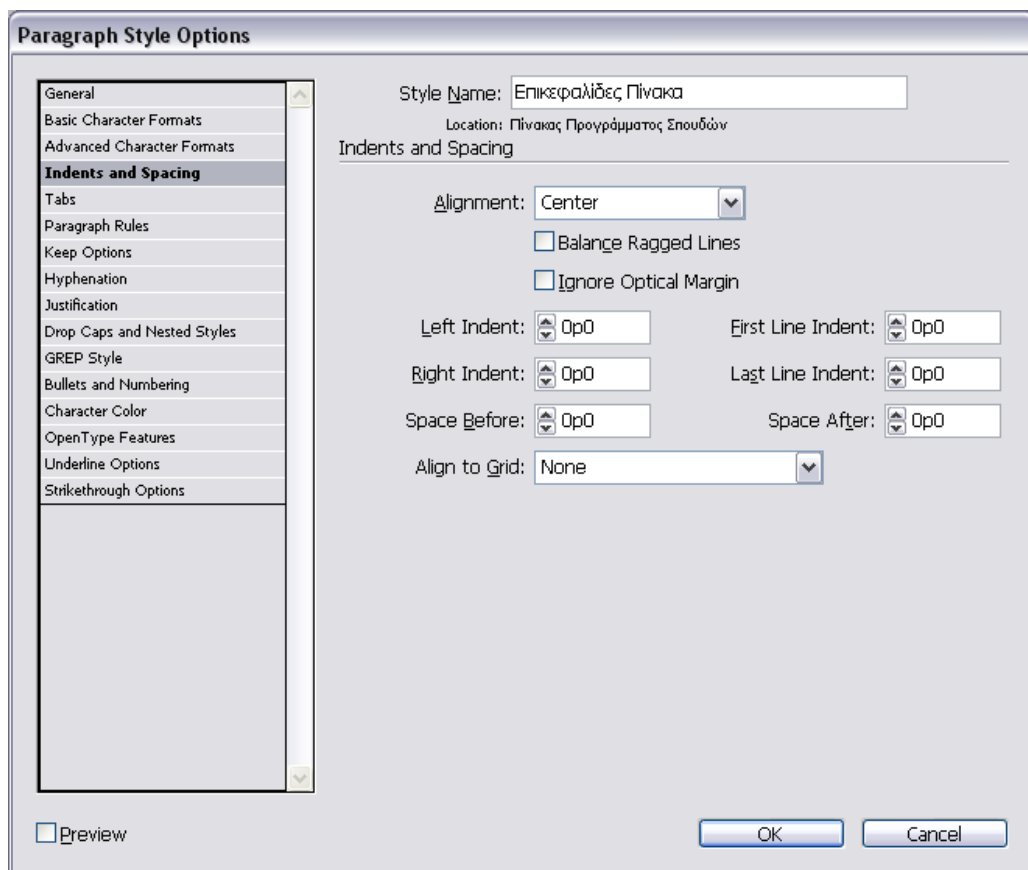 Paragraph Style Options
General
Basic Character Formats
Advanced Character Formats
Indents and Spacing
Tabs
Paragraph Rules
Keep Options
Hyphenation
Justification
Drop Caps and Nested Styles
GREP Style
Bullets and Numbering
Character Color
OpenType Features
Underline Options
Strikethrough Options
Style Name: Επικεφαλίδες Πίνακα
Location: Πίνακας Προγράμματος Σπουδών
Indents and Spacing
Alignment: Center
Balance Ragged Lines
Ignore Optical Margin
Left Indent: 0p0 First Line Indent: 0p0
Right Indent: 0p0 Last Line Indent: 0p0
Space Before: 0p0 Space After: 0p0
Align to Grid: None
Preview OK Cancel